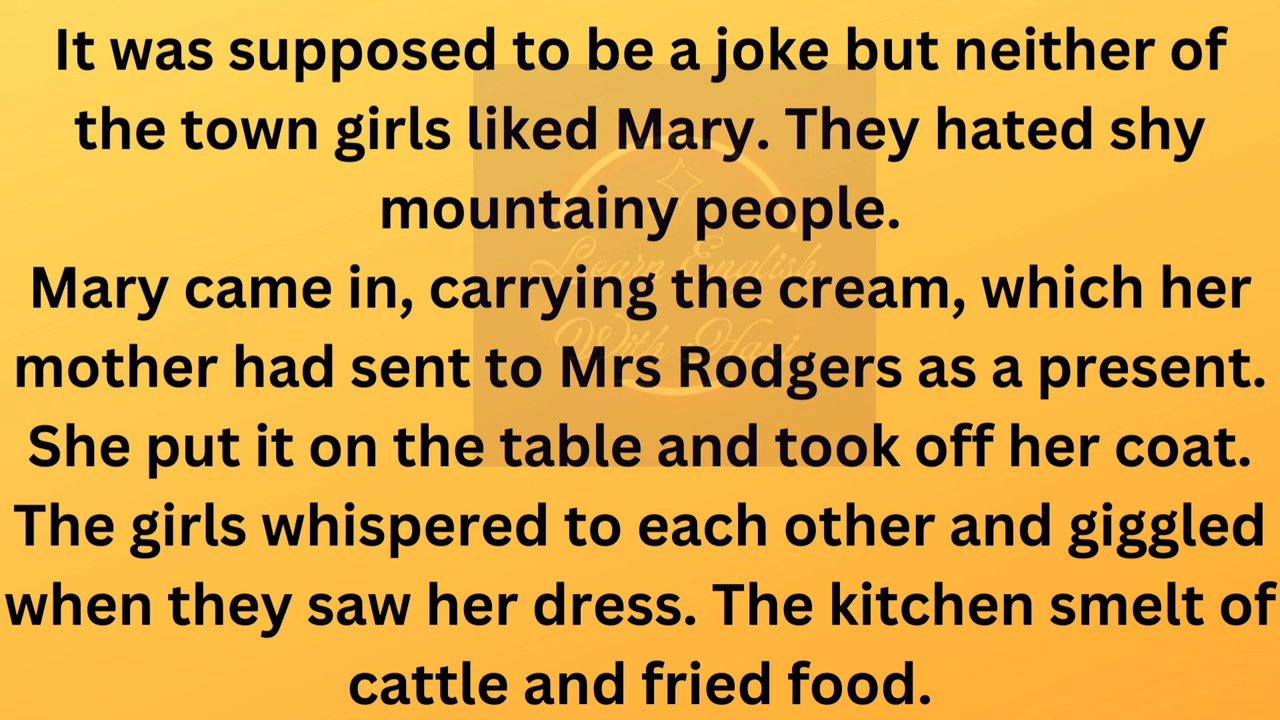 It was supposed to be a joke but neither of
the town girls liked Mary. They hated shy
mountainy people.
Mary came in, carrying the cream, which her
mother had sent to Mrs Rodgers as a present.
She put it on the table and took off her coat.
The girls whispered to each other and giggled
when they saw her dress. The kitchen smelt of
cattle and fried food.
Learn English
With Hani